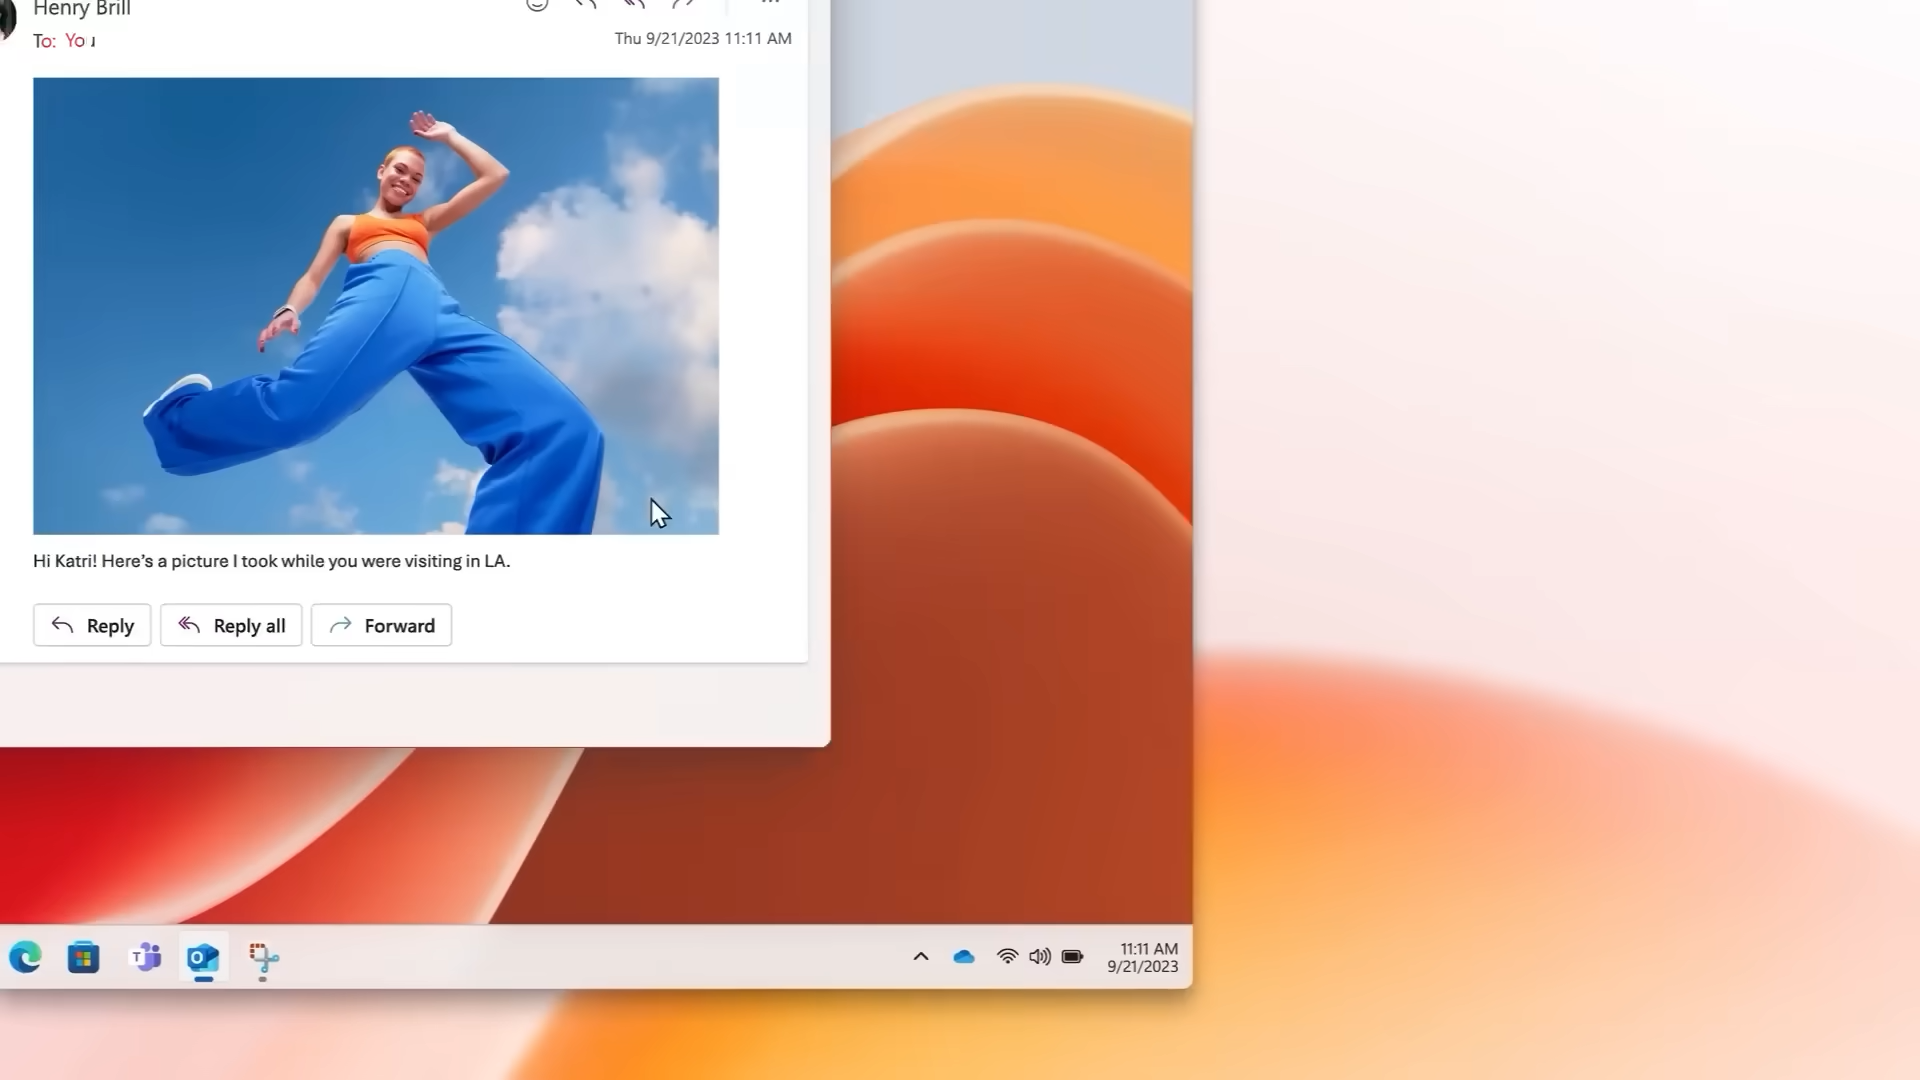 Henry Brill
To: You
Thu 9/21/2023 11:11 AM
Hi Katri! Here's a picture I took while you were visiting in LA.
Reply
Reply all
Forward
11:11 AM
9/21/2023